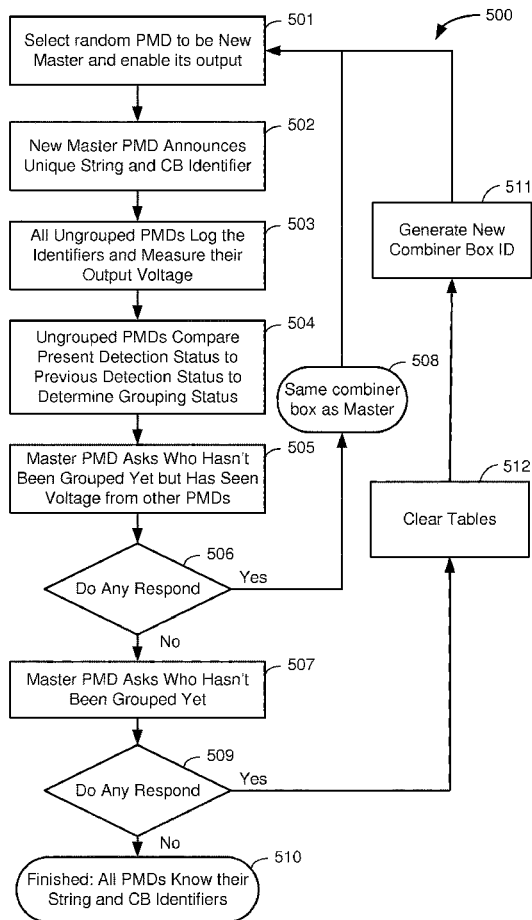 500
501
Select random PMD to be New
Master and enable its output
502
New Master PMD Announces
Unique String and CB Identifier
503
All Ungrouped PMDs Log the
Identifiers and Measure their
Output Voltage
504
Ungrouped PMDs Compare
Present Detection Status to
Previous Detection Status to
Determine Grouping Status
505
Master PMD Asks Who Hasn't
Been Grouped Yet but Has Seen
Voltage from other PMDs
506
Do Any Respond
Yes
No
508
Same combiner
box as Master
507
Master PMD Asks Who Hasn't
Been Grouped Yet
509
Do Any Respond
Yes
No
510
Finished: All PMDs Know their
String and CB Identifiers
511
Generate New
Combiner Box ID
512
Clear Tables